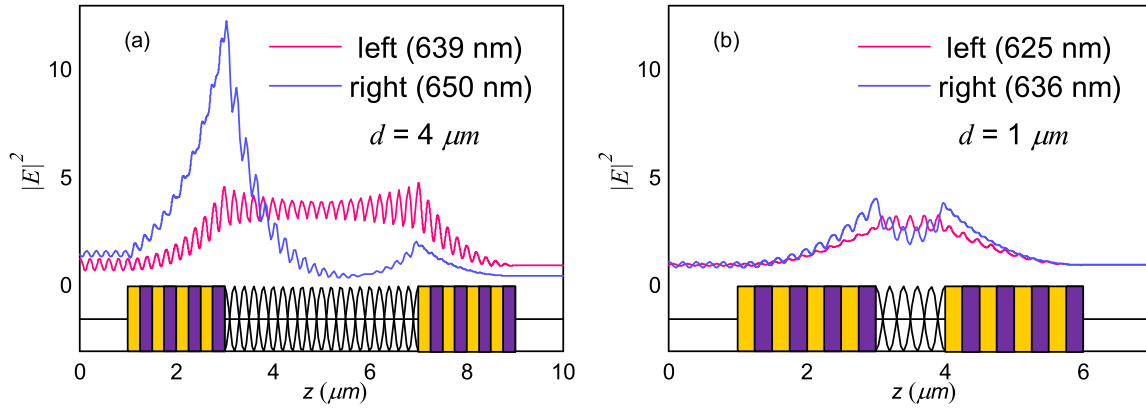 (a)
left (639 nm)
right (650 nm)
d = 4 μm
|E|²
10
5
0
0 2 4 6 8 10
z (μm)
(b)
left (625 nm)
right (636 nm)
d = 1 μm
|E|²
10
5
0
0 2 4 6
z (μm)